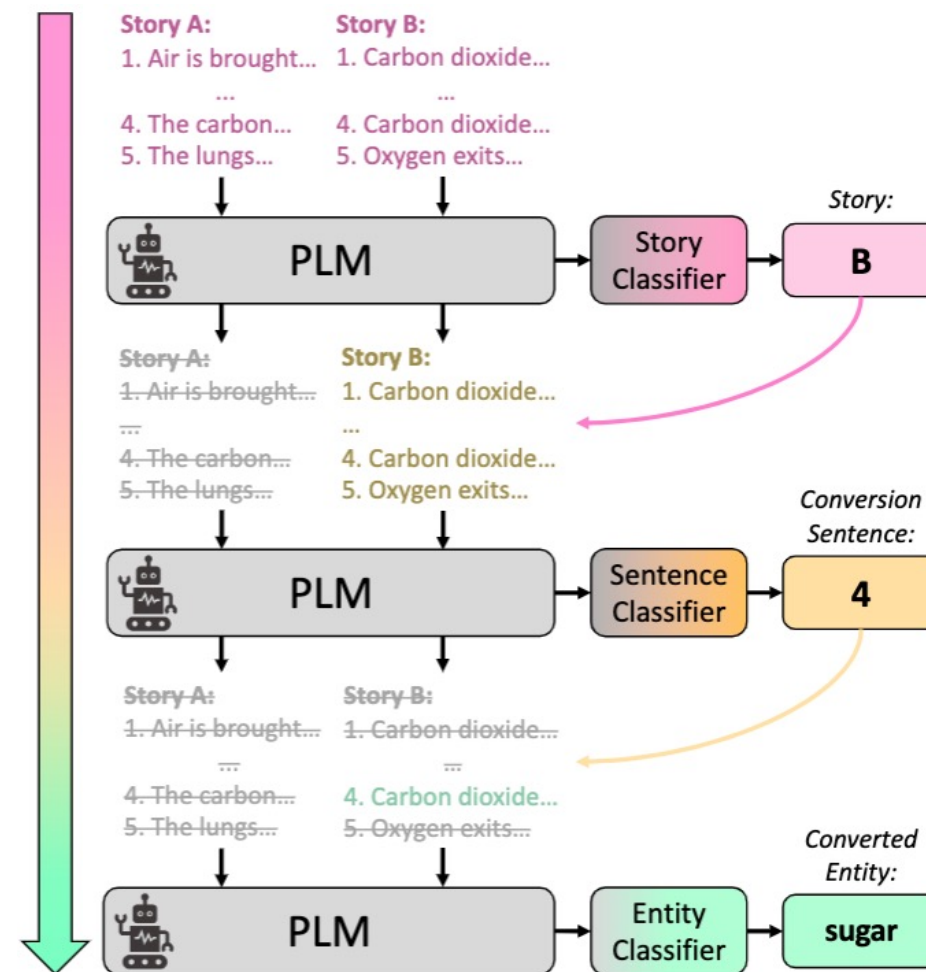 Story A:
1. Air is brought...
...
4. The carbon...
5. The lungs...
Story B:
1. Carbon dioxide...
...
4. Carbon dioxide...
5. Oxygen exits...
PLM
Story
Classifier
Story:
B
Story A:
1. Air is brought...
...
4. The carbon...
5. The lungs...
Story B:
1. Carbon dioxide...
...
4. Carbon dioxide...
5. Oxygen exits...
PLM
Sentence
Classifier
Conversion
Sentence:
4
Story A:
1. Air is brought...
...
4. The carbon...
5. The lungs...
Story B:
1. Carbon dioxide...
...
4. Carbon dioxide...
5. Oxygen exits...
PLM
Entity
Classifier
Converted
Entity:
sugar